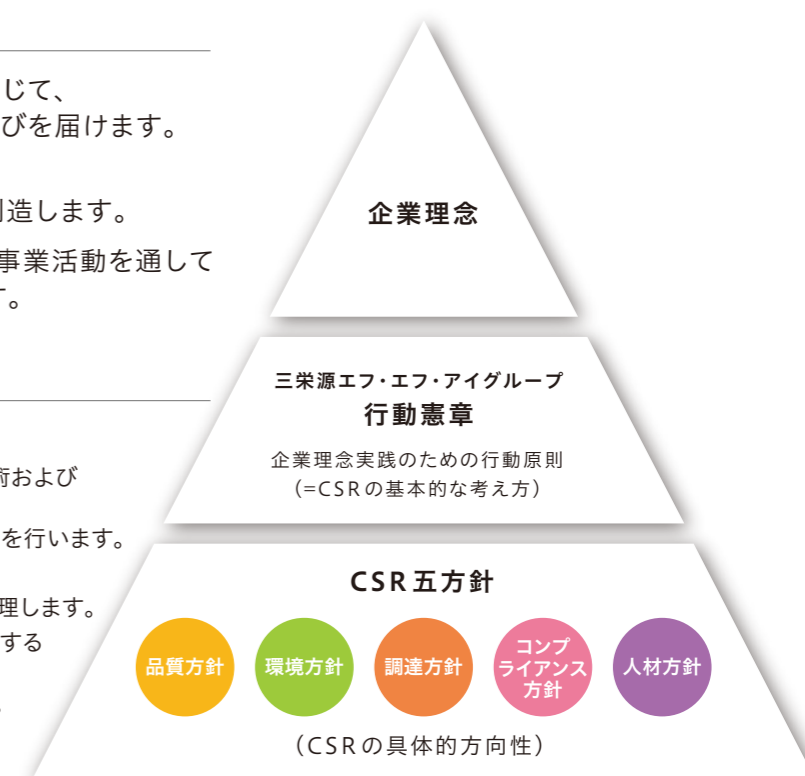 じて、
びを届けます。
造します。
事業活動を通して
す。
術および
を行います。
理します。
する
企業理念
三栄源エフ・エフ・アイグループ
行動憲章
企業理念実践のための行動原則
(=CSRの基本的な考え方)
CSR五方針
品質方針
環境方針
調達方針
コンプ
ライアンス
方針
人材方針
(CSRの具体的方向性)